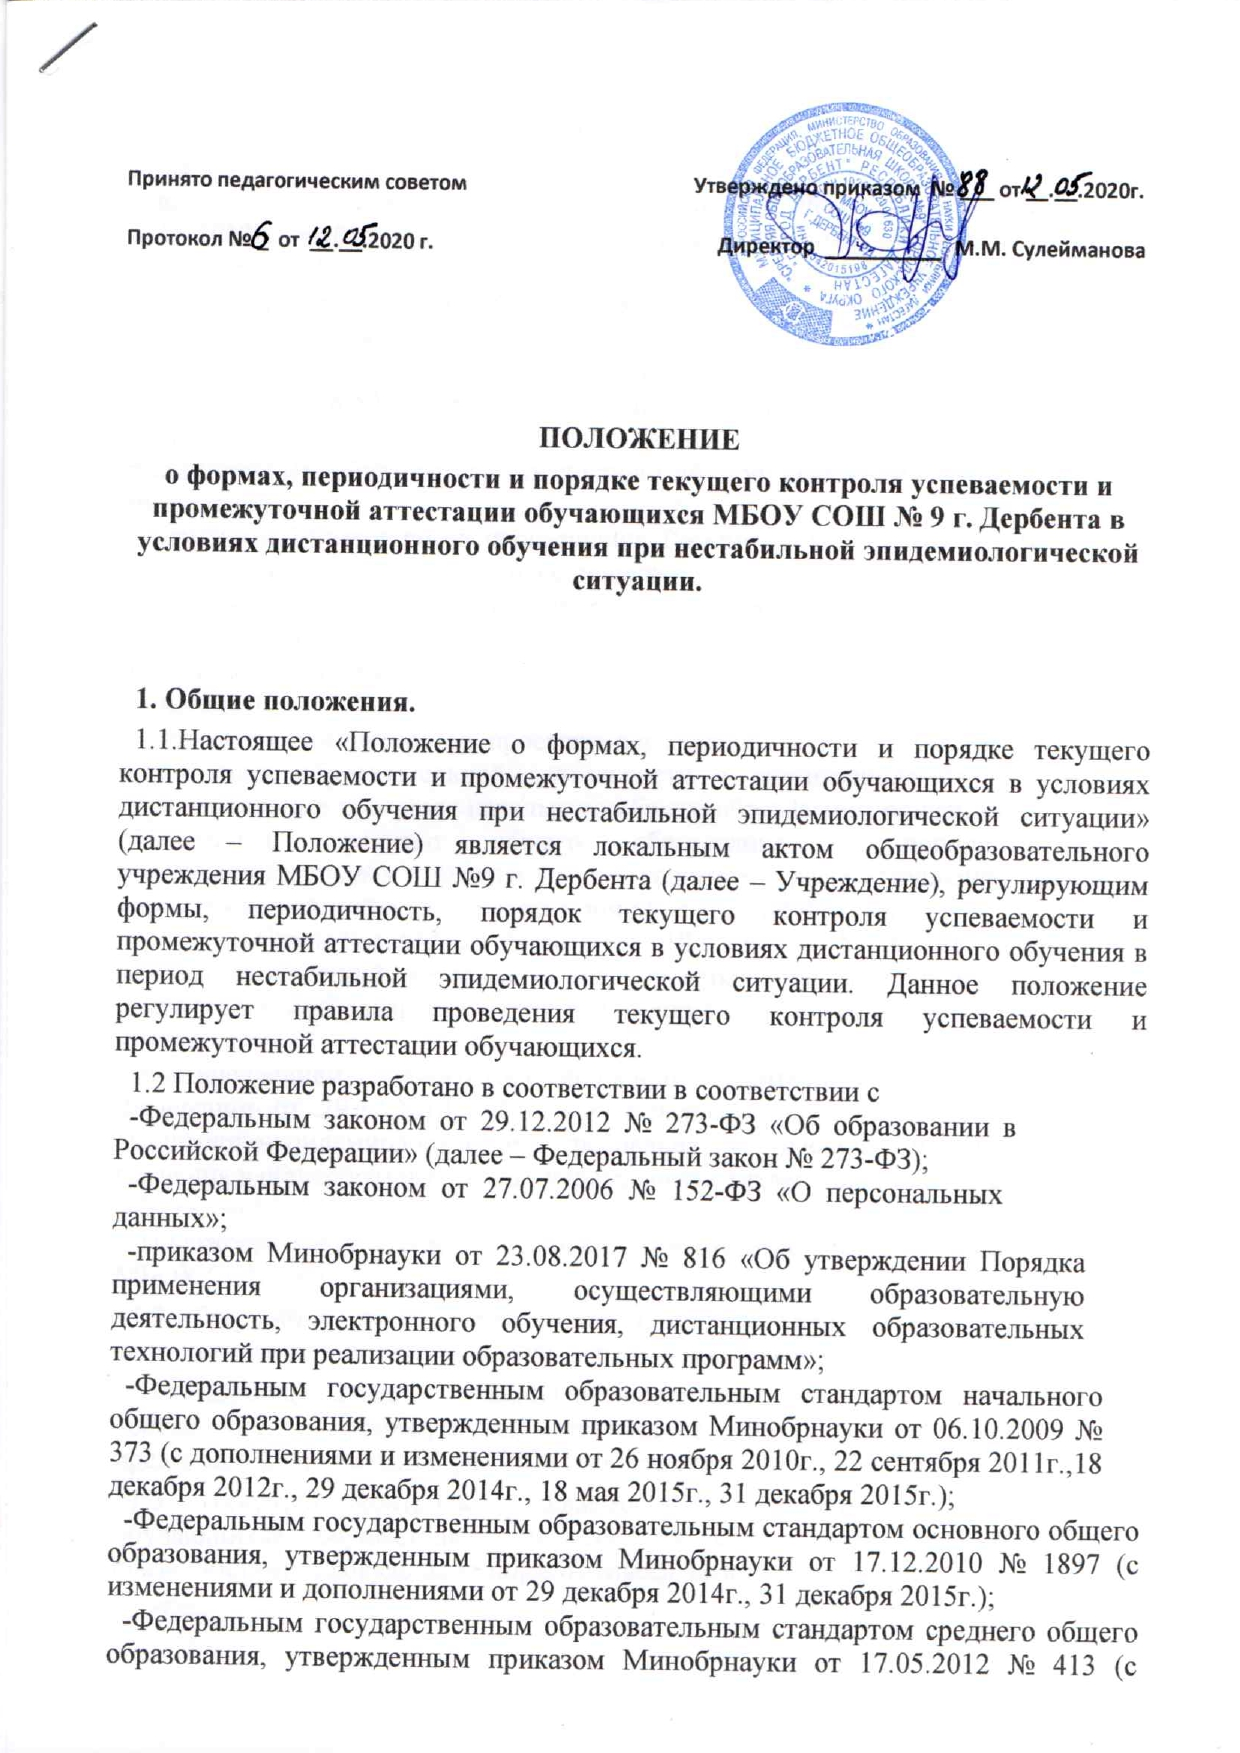 Принято педагогическим советом
Утверждено приказом № 88 от 12.05.2020г.
Протокол №6 от 12.05.2020 г.
Директор ____________ М.М. Сулейманова
ПОЛОЖЕНИЕ
о формах, периодичности и порядке текущего контроля успеваемости и
промежуточной аттестации обучающихся МБОУ СОШ № 9 г. Дербента в
условиях дистанционного обучения при нестабильной эпидемиологической
ситуации.
1. Общие положения.
1.1.Настоящее «Положение о формах, периодичности и порядке текущего
контроля успеваемости и промежуточной аттестации обучающихся в условиях
дистанционного обучения при нестабильной эпидемиологической ситуации»
(далее – Положение) является локальным актом общеобразовательного
учреждения МБОУ СОШ №9 г. Дербента (далее – Учреждение), регулирующим
формы, периодичность, порядок текущего контроля успеваемости и
промежуточной аттестации обучающихся в условиях дистанционного обучения в
период нестабильной эпидемиологической ситуации. Данное положение
регулирует правила проведения текущего контроля успеваемости и
промежуточной аттестации обучающихся.
1.2 Положение разработано в соответствии в соответствии с
-Федеральным законом от 29.12.2012 № 273-ФЗ «Об образовании в
Российской Федерации» (далее – Федеральный закон № 273-ФЗ);
-Федеральным законом от 27.07.2006 № 152-ФЗ «О персональных
данных»;
-приказом Минобрнауки от 23.08.2017 № 816 «Об утверждении Порядка
применения организациями, осуществляющими образовательную
деятельность, электронного обучения, дистанционных образовательных
технологий при реализации образовательных программ»;
-Федеральным государственным образовательным стандартом начального
общего образования, утвержденным приказом Минобрнауки от 06.10.2009 №
373 (с дополнениями и изменениями от 26 ноября 2010г., 22 сентября 2011г.,18
декабря 2012г., 29 декабря 2014г., 18 мая 2015г., 31 декабря 2015г.);
-Федеральным государственным образовательным стандартом основного общего
образования, утвержденным приказом Минобрнауки от 17.12.2010 № 1897 (с
изменениями и дополнениями от 29 декабря 2014г., 31 декабря 2015г.);
-Федеральным государственным образовательным стандартом среднего общего
образования, утвержденным приказом Минобрнауки от 17.05.2012 № 413 (с